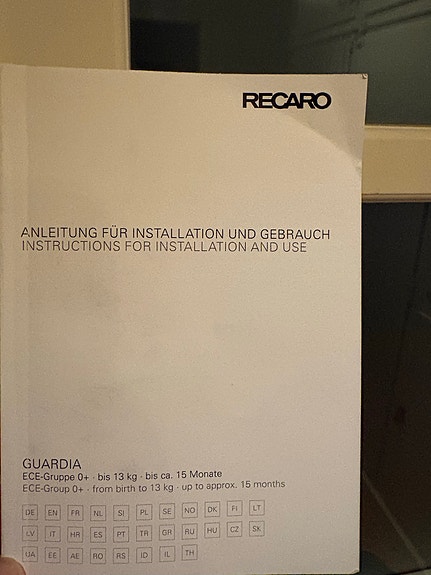 RECARO
ANLEITUNG FÜR INSTALLATION UND GEBRAUCH
INSTRUCTIONS FOR INSTALLATION AND USE
GUARDIA
ECE-Gruppe 0+ · bis 13 kg · bis ca. 15 Monate
ECE-Group 0+ · from birth to 13 kg · up to approx. 15 months
DE EN FR NL SI PL SE NO DK FI LT
LV IT HR ES PT TR GR RU HU CZ SK
UA EE AE RO RS ID IL TH